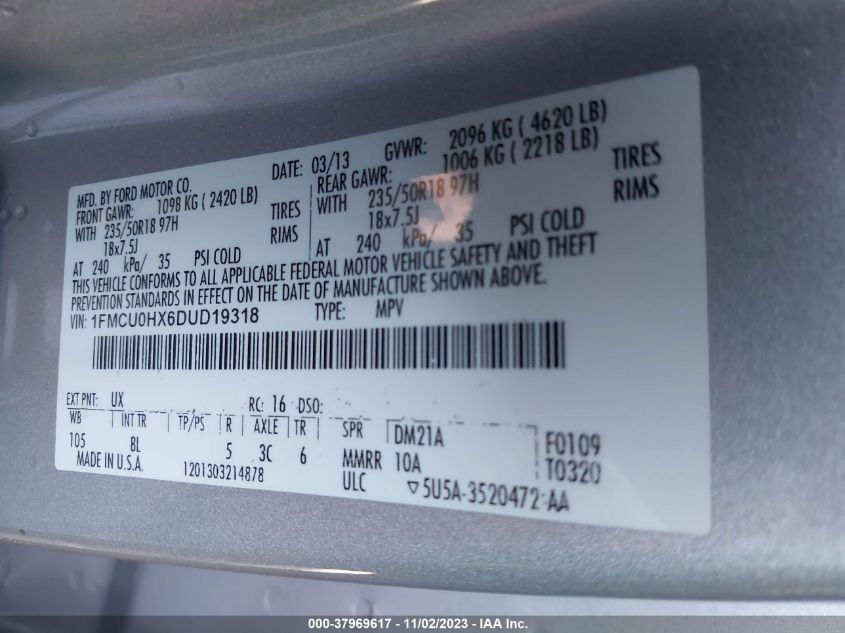 MFD. BY FORD MOTOR CO. DATE: 03/13 GVWR: 2096 KG ( 4620 LB)
FRONT GAWR: 1098 KG ( 2420 LB) REAR GAWR: 1006 KG ( 2218 LB)
WITH 235/50R18 97H TIRES WITH 235/50R18 97H TIRES
18x7.5J RIMS 18x7.5J RIMS
AT 240 kPa/ 35 PSI COLD AT 240 kPa/ 35 PSI COLD
THIS VEHICLE CONFORMS TO ALL APPLICABLE FEDERAL MOTOR VEHICLE SAFETY AND THEFT
PREVENTION STANDARDS IN EFFECT ON THE DATE OF MANUFACTURE SHOWN ABOVE.
VIN: 1FMCU0HX6DUD19318 TYPE: MPV
EXT PNT: UX RC: 16 DSO:
WB INT TR TP/PS R AXLE TR SPR DM21A F0109
105 8L 5 3C 6 MMRR 10A T0320
MADE IN U.S.A. 1201303214878 ULC ▽5U5A-3520472-AA
000-37969617 - 11/02/2023 - IAA Inc.